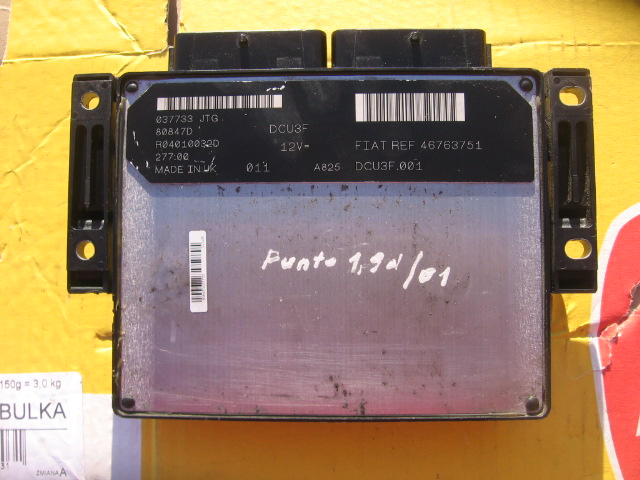 037733 JTG
80847D
R04010032D
277:00
MADE IN UK 011
DCU3F
12V=
A825
FIAT REF 46763751
DCU3F.001
Punto 1,9d/01
150g = 3,0 kg
BULKA
ZMIANA A